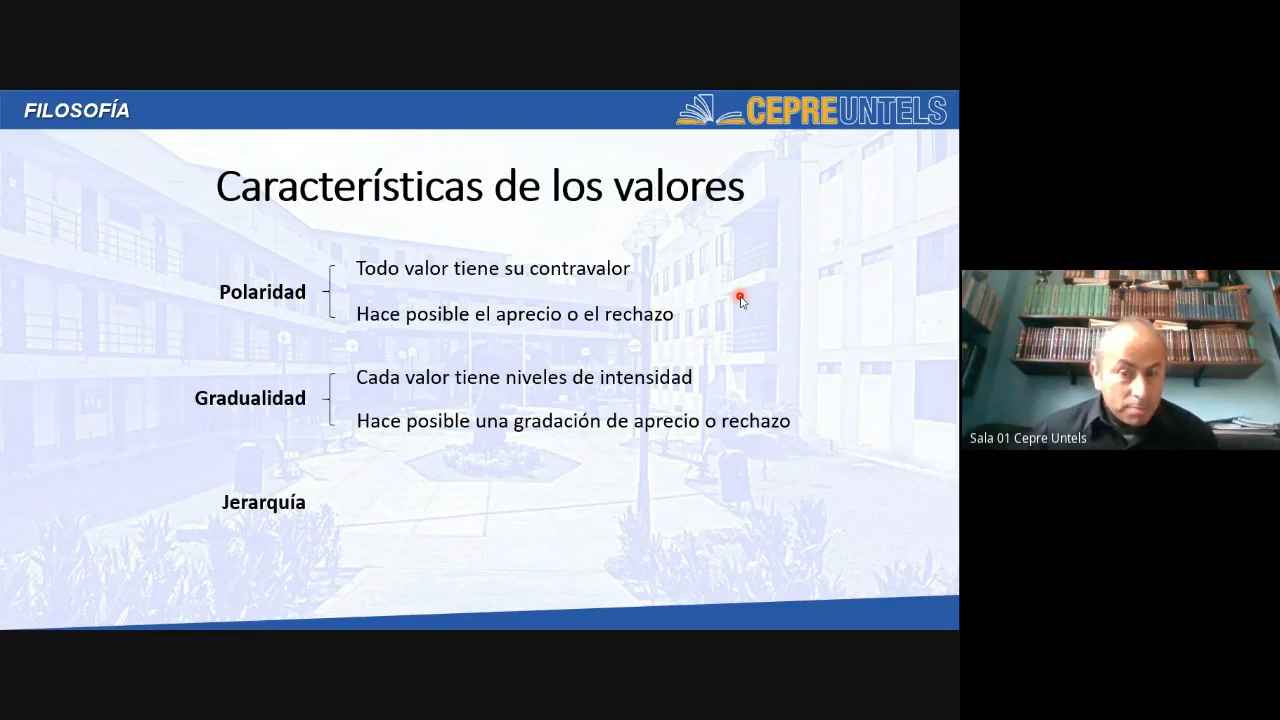 FILOSOFÍA
CEPREUNTELS
Características de los valores
Todo valor tiene su contravalor
Polaridad
Hace posible el aprecio o el rechazo
Cada valor tiene niveles de intensidad
Gradualidad
Hace posible una gradación de aprecio o rechazo
Jerarquía
Sala 01 Cepre Untels